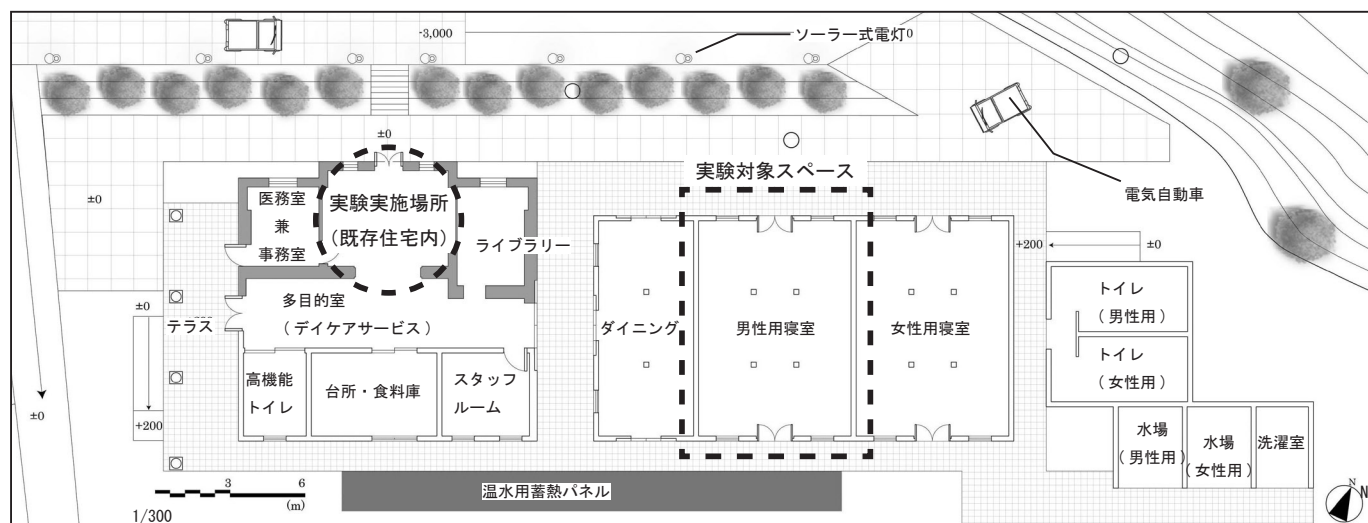 -3,000
ソーラー式電灯0
±0
実験対象スペース
電気自動車
±0
医務室
兼
事務室
実験実施場所
(既存住宅内)
ライブラリー
+200
±0
±0
テラス
多目的室
(デイケアサービス)
ダイニング
男性用寝室
女性用寝室
トイレ
(男性用)
トイレ
(女性用)
高機能
トイレ
台所・食料庫
スタッフ
ルーム
±0
+200
水場
(男性用)
水場
(女性用)
洗濯室
3
6
(m)
1/300
温水用蓄熱パネル
N
N